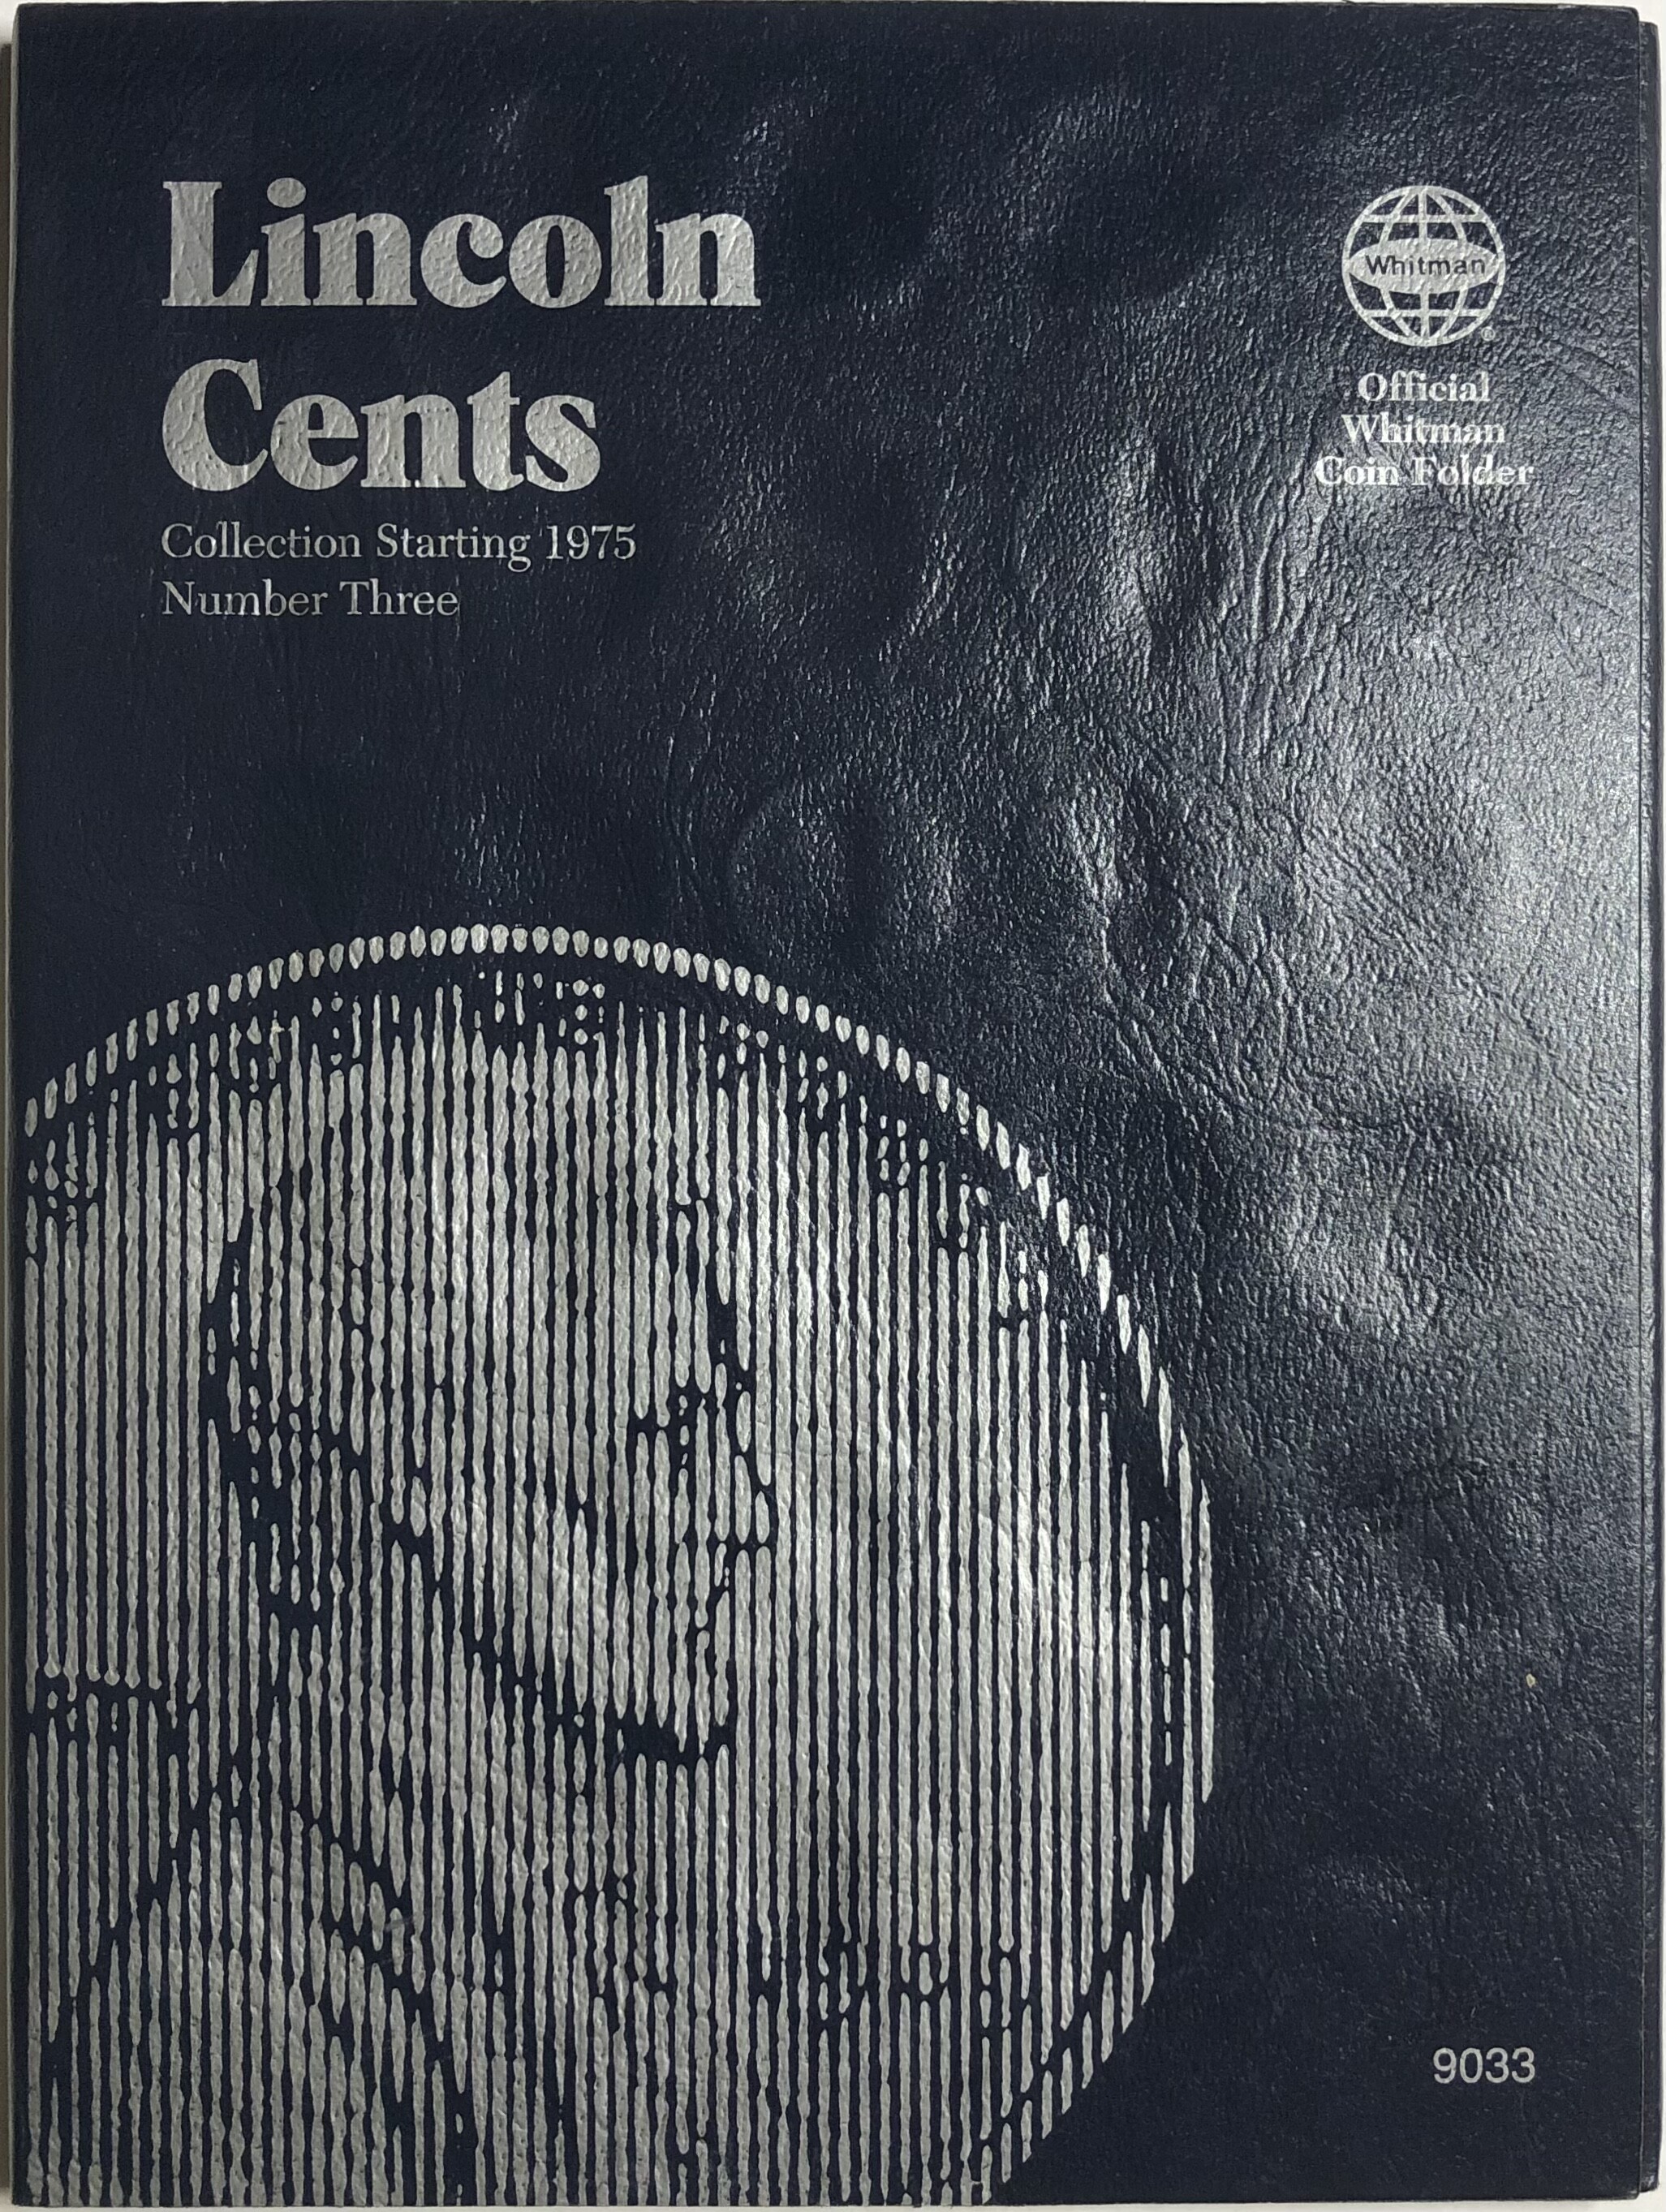 Lincoln
Cents
Collection Starting 1975
Number Three
Whitman
®
Official
Whitman
Coin Folder
9033